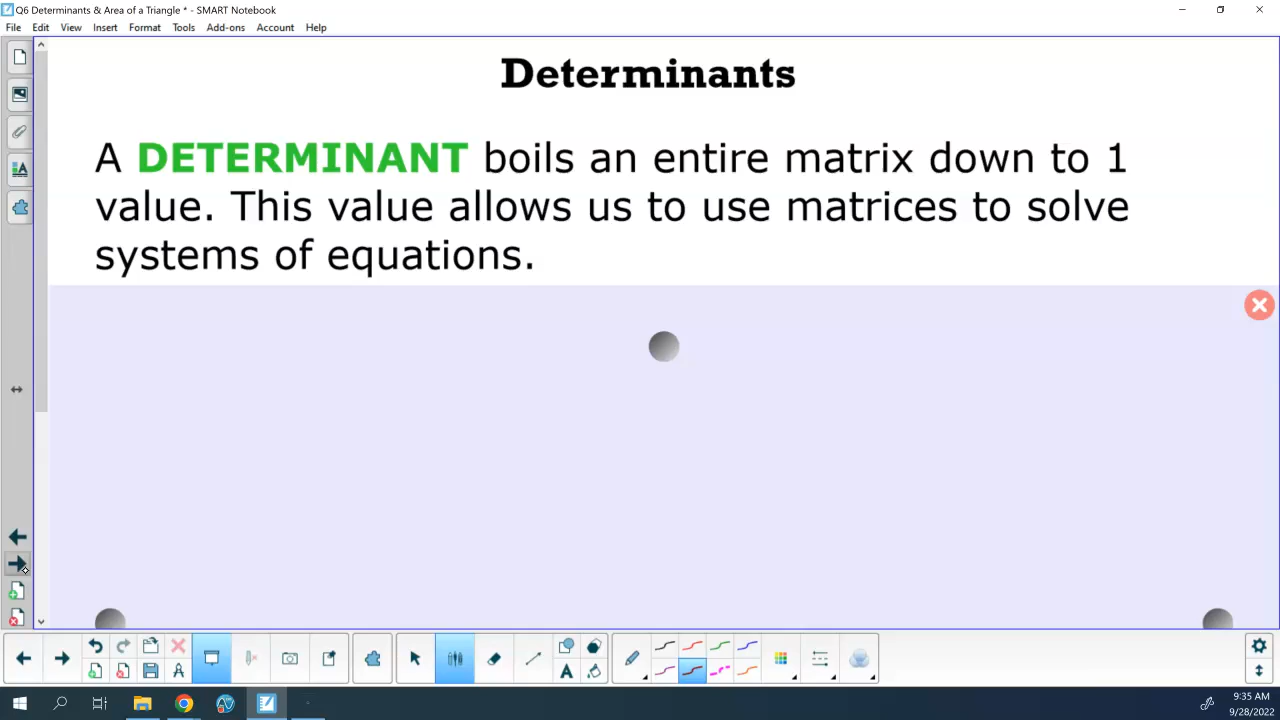 Q6 Determinants & Area of a Triangle * - SMART Notebook
File Edit View Insert Format Tools Add-ons Account Help
Determinants
A DETERMINANT boils an entire matrix down to 1
value. This value allows us to use matrices to solve
systems of equations.
9:35 AM
9/28/2022